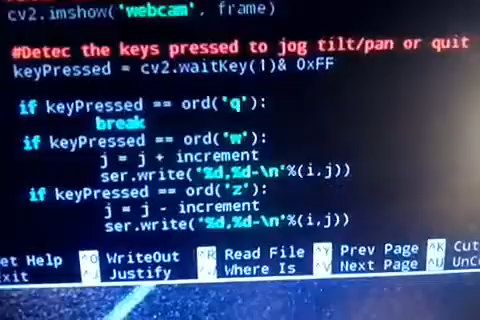 cv2.imshow('webcam', frame)
#Detec the keys pressed to jog tilt/pan or quit
keyPressed = cv2.waitKey(1)& 0xFF
if keyPressed == ord('q'):
break
if keyPressed == ord('w'):
j = j + increment
ser.write('%d,%d-\n'%(i,j))
if keyPressed == ord('z'):
j = j - increment
ser.write('%d,%d-\n'%(i,j))
et Help ^O WriteOut ^R Read File ^Y Prev Page ^K Cut
xit ^J Justify Where Is ^V Next Page ^U UnC